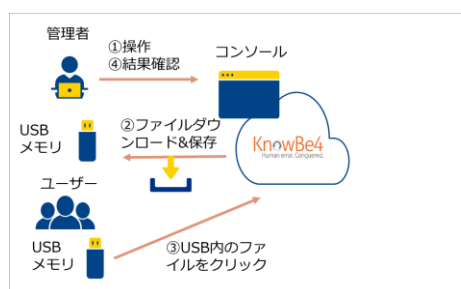 管理者
①操作
④結果確認
コンソール
USB
メモリ
②ファイルダウ
ンロード&保存
KnowBe4
Human error. Conquered.
ユーザー
USB
メモリ
③USB内のファ
イルをクリック